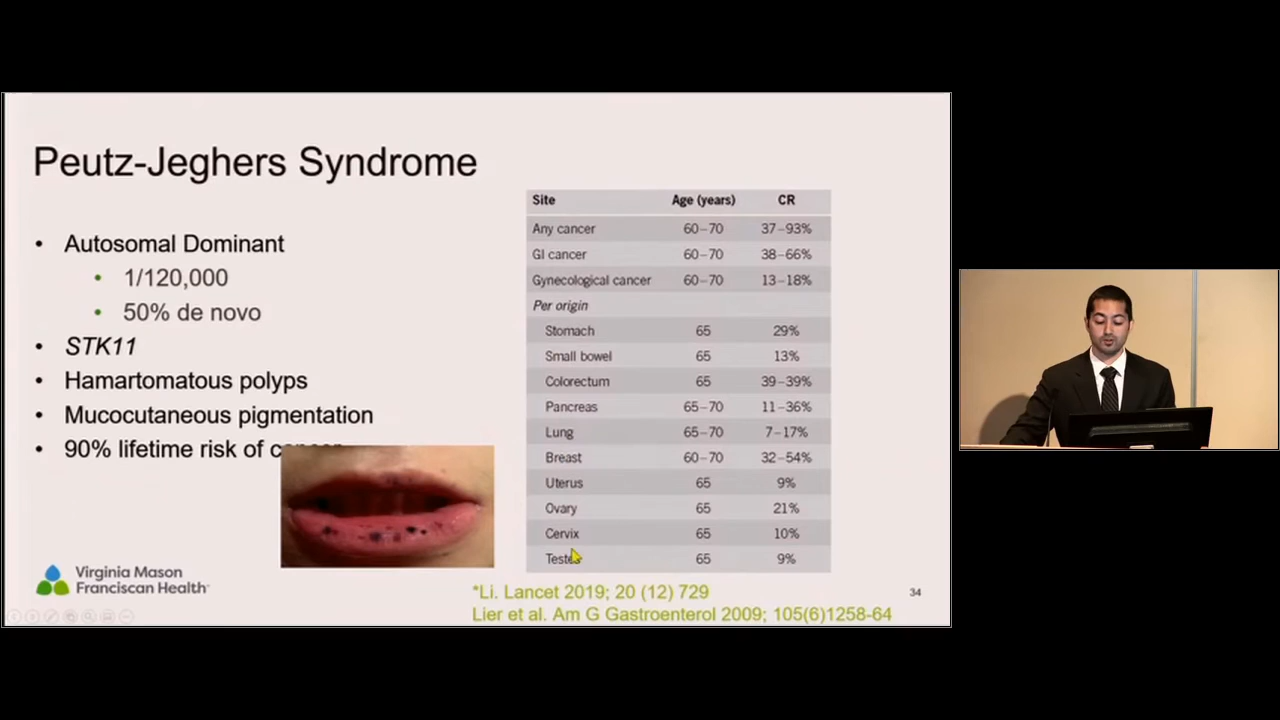 Peutz-Jeghers Syndrome
• Autosomal Dominant
• 1/120,000
• 50% de novo
• STK11
• Hamartomatous polyps
• Mucocutaneous pigmentation
• 90% lifetime risk of
Site Age (years) CR
Any cancer 60–70 37–93%
GI cancer 60–70 38–66%
Gynecological cancer 60–70 13–18%
Per origin
Stomach 65 29%
Small bowel 65 13%
Colorectum 65 39–39%
Pancreas 65–70 11–36%
Lung 65–70 7–17%
Breast 60–70 32–54%
Uterus 65 9%
Ovary 65 21%
Cervix 65 10%
Testes 65 9%
Virginia Mason
Franciscan Health
*Li. Lancet 2019; 20 (12) 729
Lier et al. Am G Gastroenterol 2009; 105(6)1258-64
34